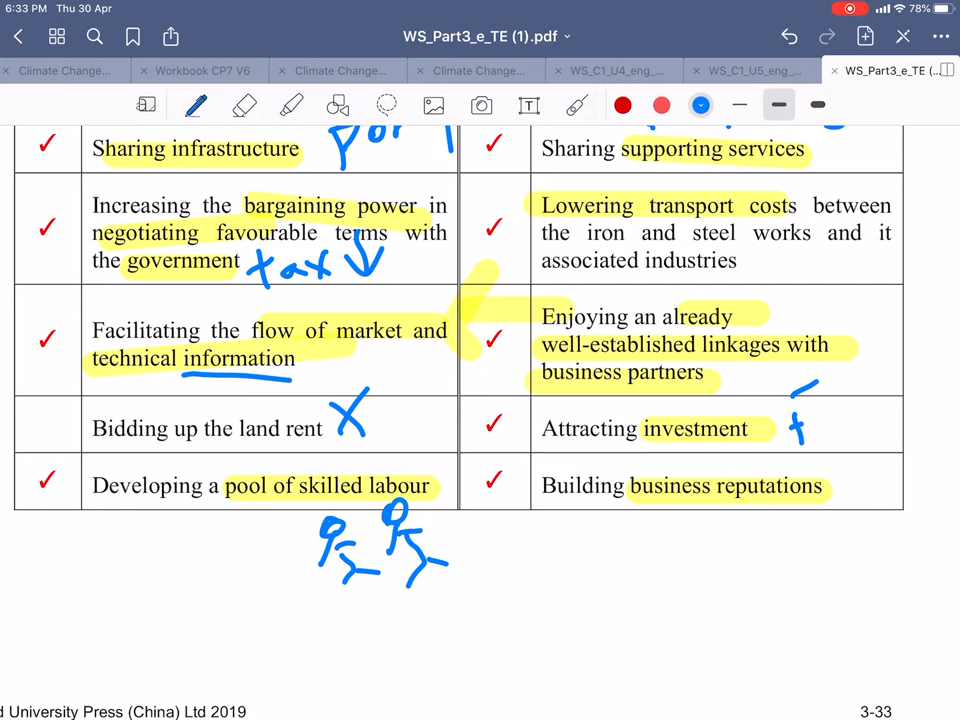 6:33 PM Thu 30 Apr
78%
WS_Part3_e_TE (1).pdf
Climate Change...
Workbook CP7 V6
Climate Change...
Climate Change...
WS_C1_U4_eng_...
WS_C1_U5_eng_...
WS_Part3_e_TE (...
T
✓ Sharing infrastructure
✓ Sharing supporting services
✓ Increasing the bargaining power in
negotiating favourable terms with
the government
tax ↓
✓ Lowering transport costs between
the iron and steel works and it
associated industries
✓ Facilitating the flow of market and
technical information
✓ Enjoying an already
well-established linkages with
business partners
Bidding up the land rent X
✓ Attracting investment
✓ Developing a pool of skilled labour
✓ Building business reputations
University Press (China) Ltd 2019
3-33